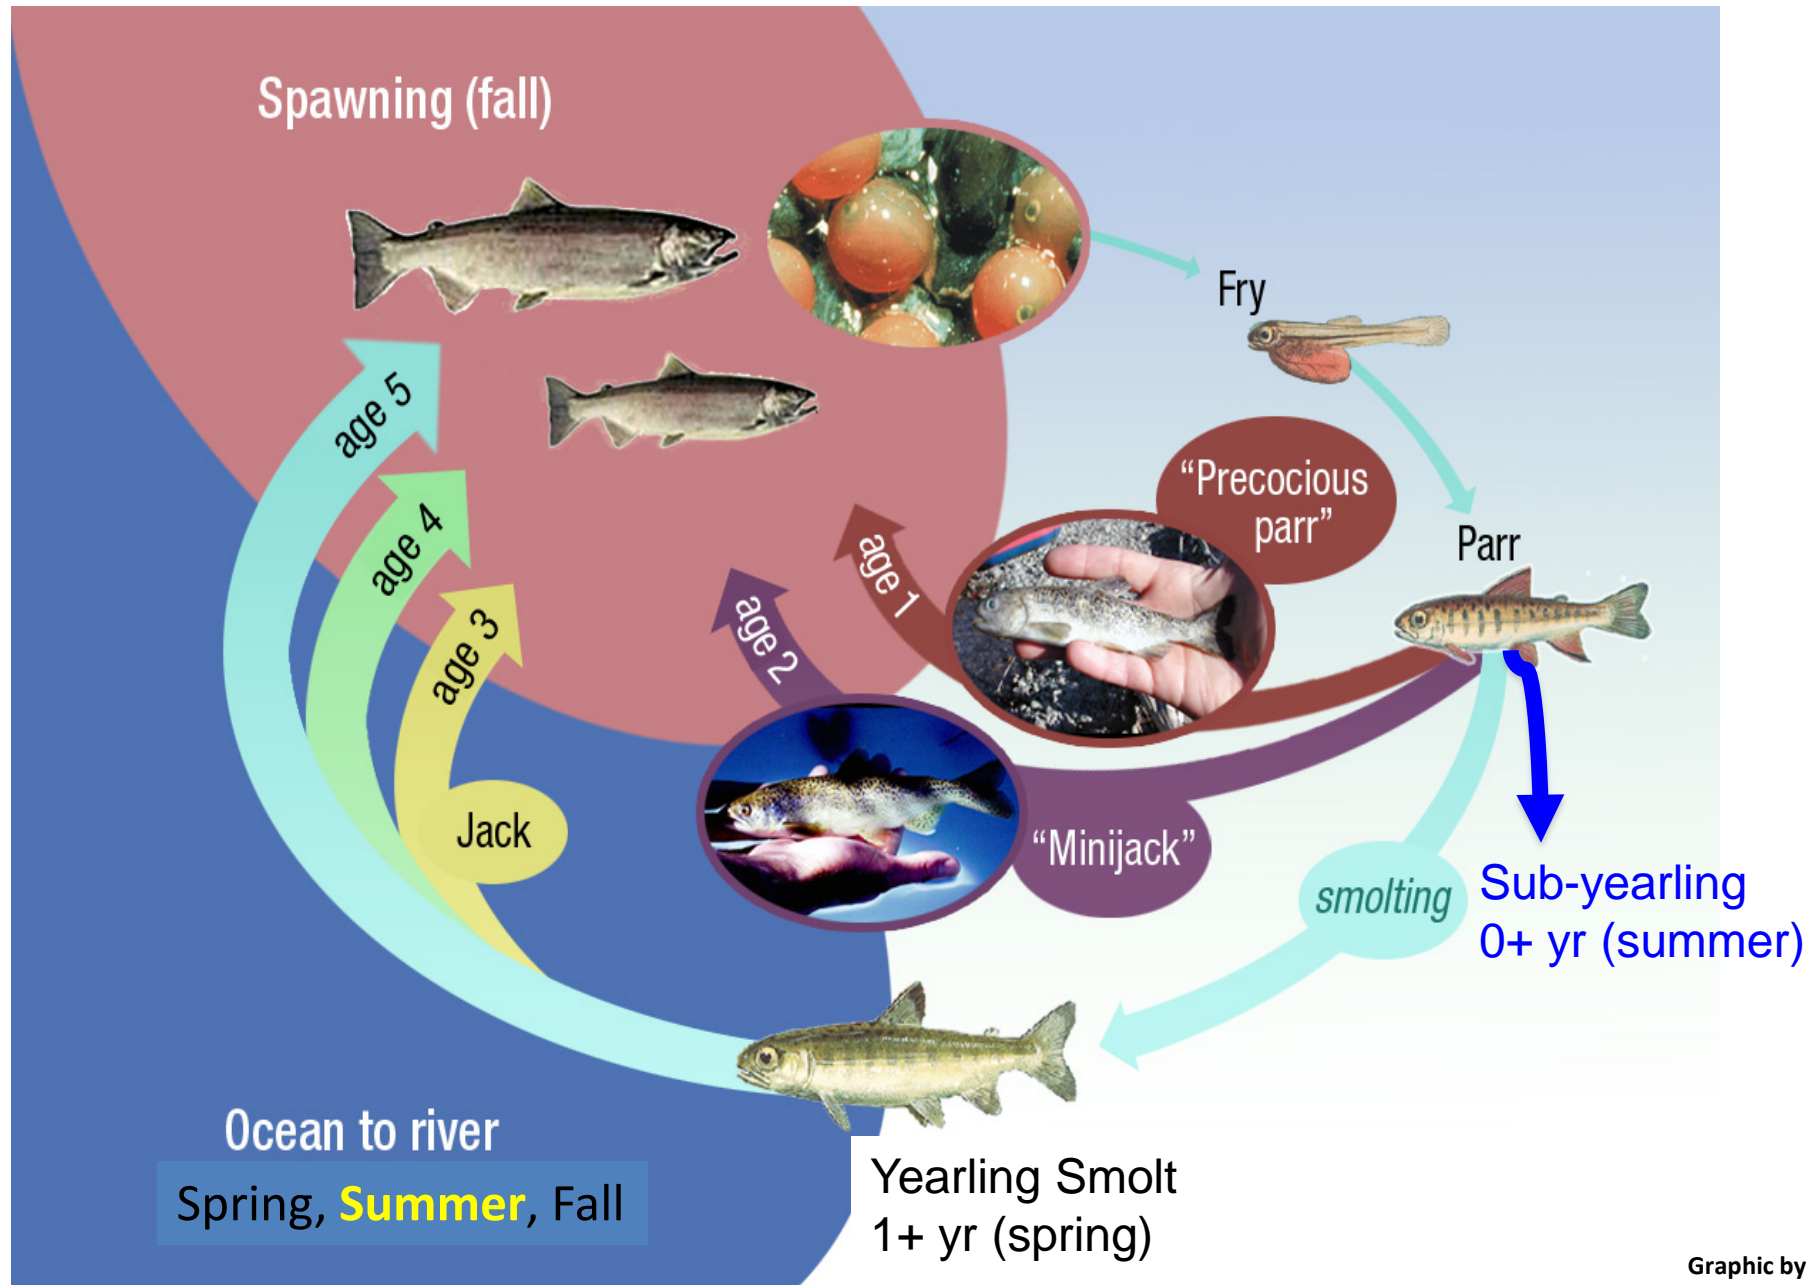 Spawning (fall)
Fry
age 5
“Precocious
parr”
age 4
Parr
age 1
age 2
age 3
Jack
“Minijack”
smolting
Sub-yearling
0+ yr (summer)
Ocean to river
Spring, Summer, Fall
Yearling Smolt
1+ yr (spring)
Graphic by